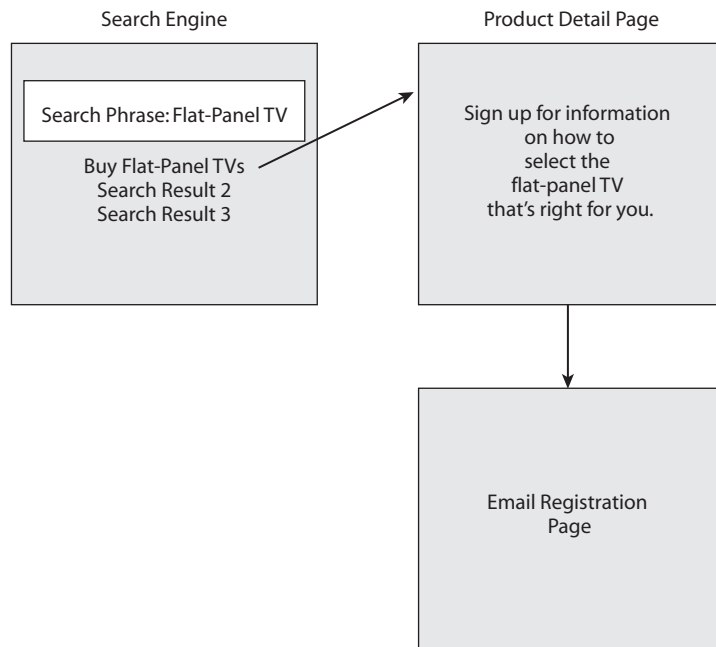 Search Engine
Search Phrase: Flat-Panel TV
Buy Flat-Panel TVs
Search Result 2
Search Result 3
Product Detail Page
Sign up for information
on how to
select the
flat-panel TV
that’s right for you.
Email Registration
Page